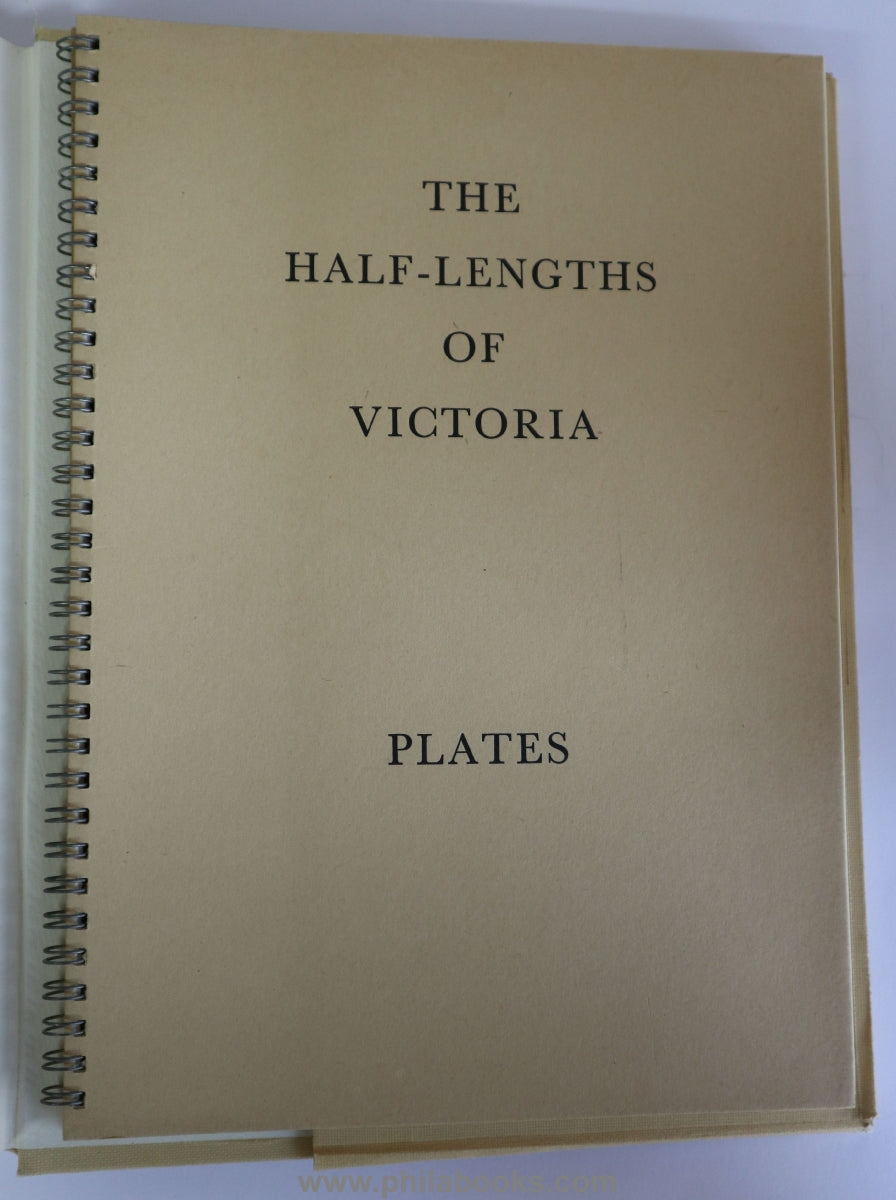 THE
HALF-LENGTHS
OF
VICTORIA
PLATES
www.philabooks.com